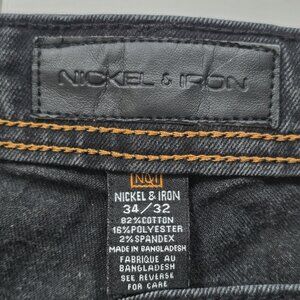 NICKEL & IRON
N&I
NICKEL & IRON
34/32
82%COTTON
16%POLYESTER
2%SPANDEX
MADE IN BANGLADESH
FABRIQUE AU
BANGLADESH
SEE REVERSE
FOR CARE